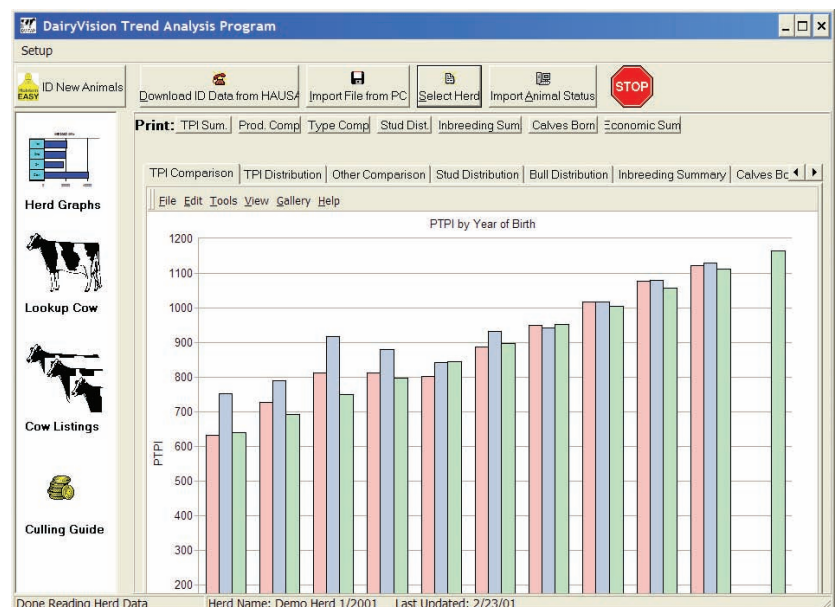 DairyVision Trend Analysis Program
Setup
EASY
ID New Animals
Download ID Data from HAUSA
Import File from PC
Select Herd
Import Animal Status
STOP
Print: TPI Sum. Prod. Comp Type Comp Stud Dist. Inbreeding Sum Calves Born Economic Sum
TPI Comparison TPI Distribution Other Comparison Stud Distribution Bull Distribution Inbreeding Summary Calves Bo
File Edit Tools View Gallery Help
Herd Graphs
Lookup Cow
Cow Listings
Culling Guide
PTPI by Year of Birth
PTPI
1200
1100
1000
900
800
700
600
500
400
300
200
Done Reading Herd Data Herd Name: Demo Herd 1/2001 Last Updated: 2/23/01